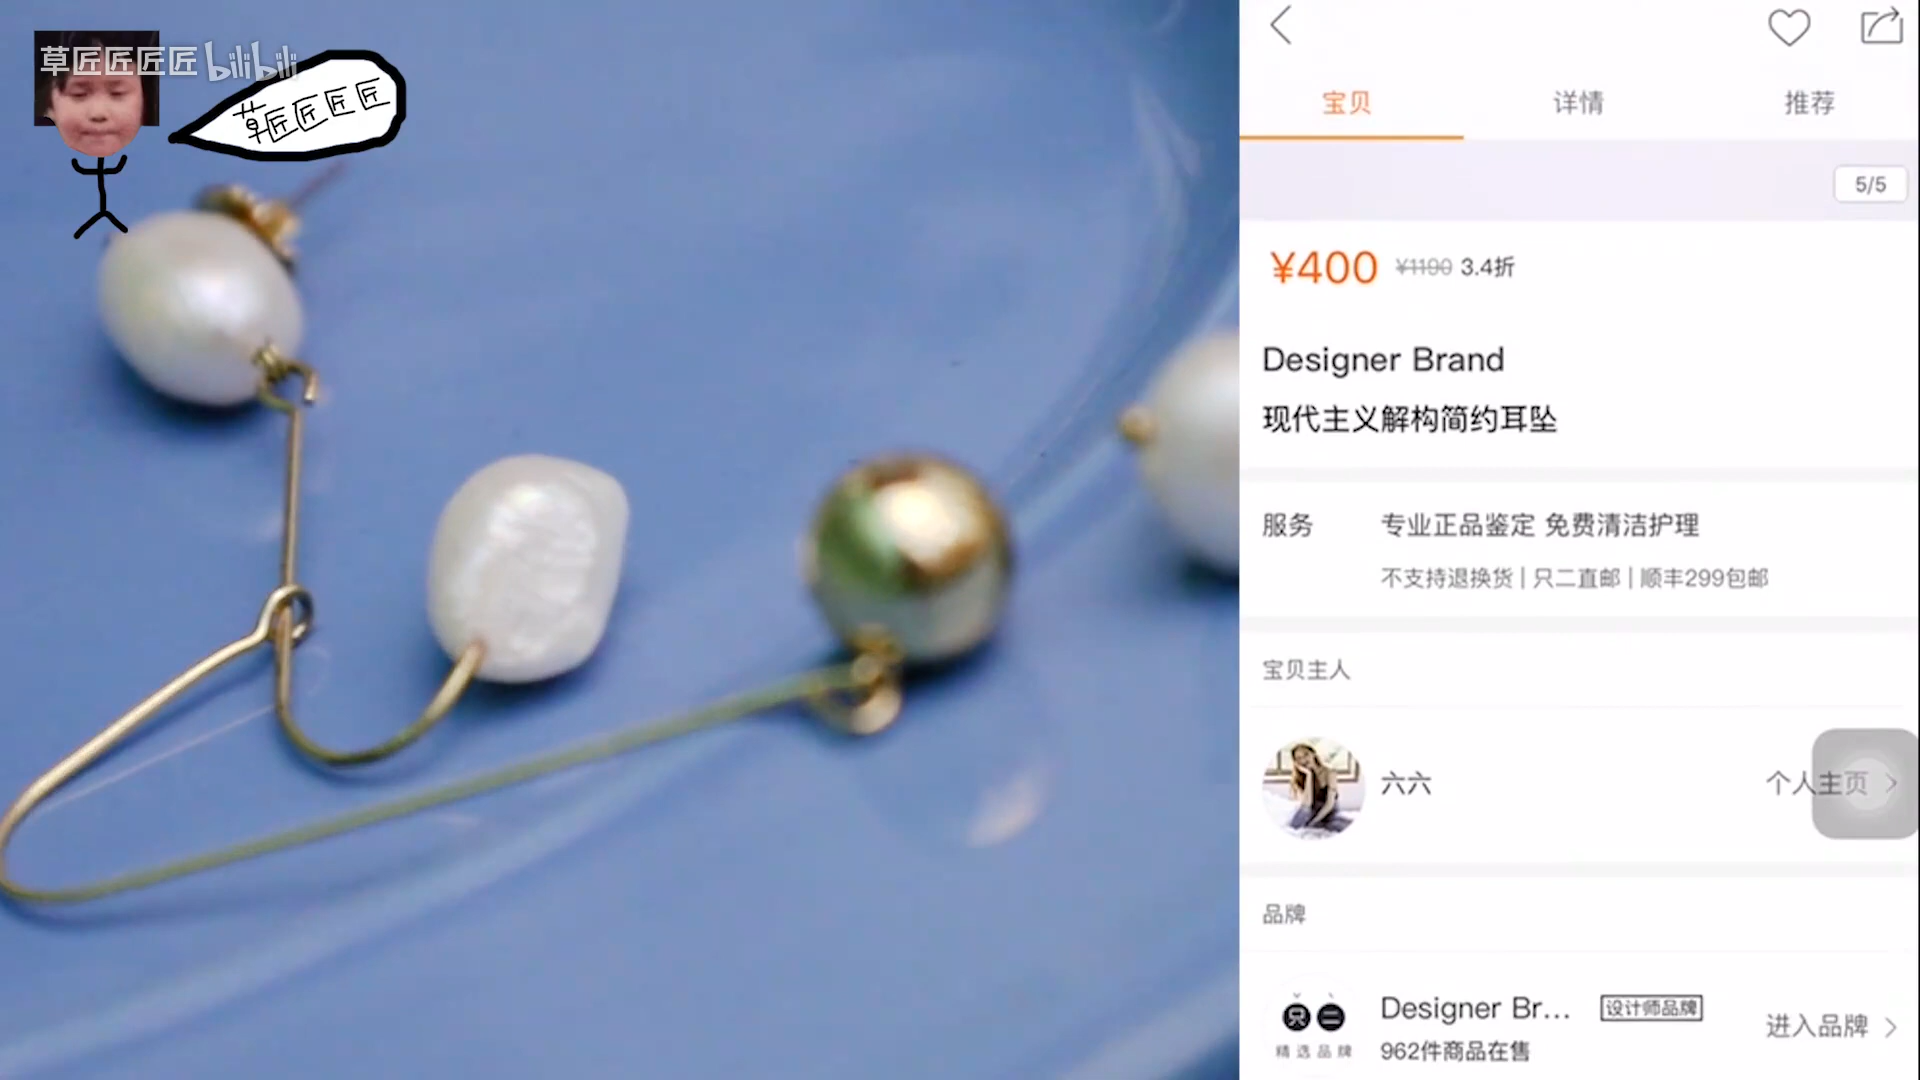 草匠匠匠匠 bilibili
草匠匠匠匠
宝贝
详情
推荐
5/5
¥400 ¥1190 3.4折
Designer Brand
现代主义解构简约耳坠
服务
专业正品鉴定 免费清洁护理
不支持退换货 | 只二直邮 | 顺丰299包邮
宝贝主人
六六
个人主页
品牌
只二
精选品牌
Designer Br...
设计师品牌
962件商品在售
进入品牌